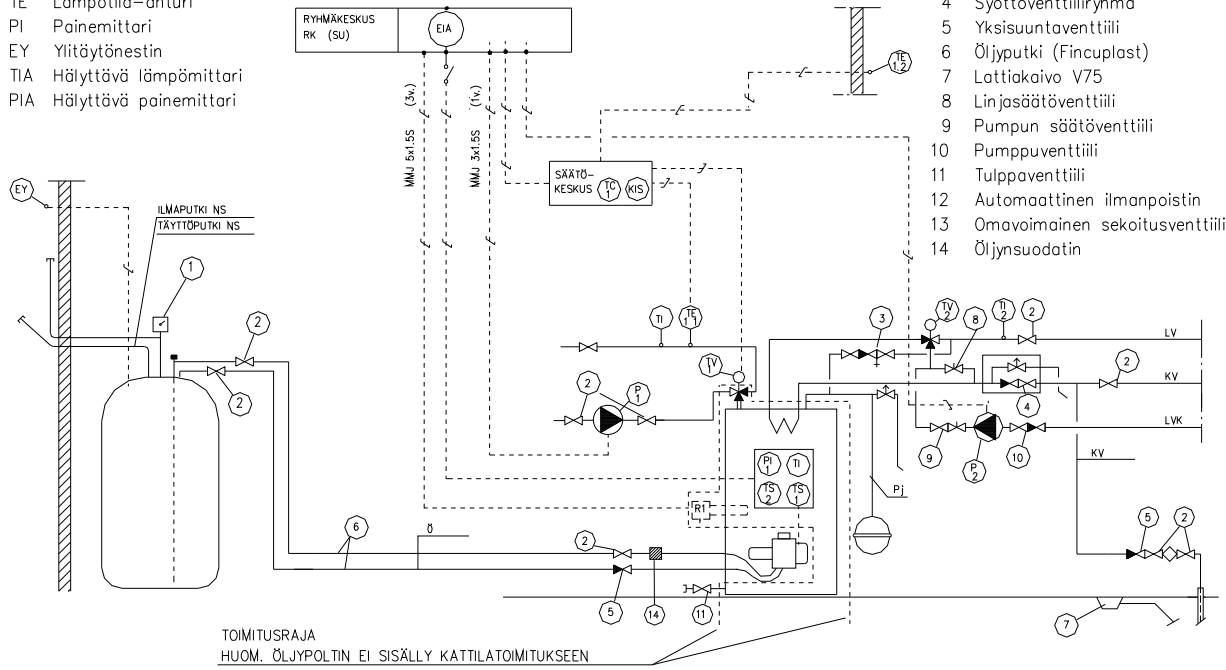 TE Lämpötila-anturi
PI Painemittari
EY Ylitäytönestin
TIA Hälyttävä lämpömittari
PIA Hälyttävä painemittari
RYHMÄKESKUS
RK (SU)
EIA
4 Syöttöventtiiliryhmä
5 Yksisuuntaventtiili
6 Öljyputki (Fincuplast)
7 Lattiakaivo V75
8 Linjasäätöventtiili
9 Pumpun säätöventtiili
10 Pumppuventtiili
11 Tulppaventtiili
12 Automaattinen ilmanpoistin
13 Omavoimainen sekoitusventtiili
14 Öljynsuodatin
TE
1.2
MMJ 5x1.5S (3v.)
MMJ 3x1.5S (1v.)
SÄÄTÖ-
KESKUS
TC
1
KIS
EY
ILMAPUTKI NS
TÄYTTÖPUTKI NS
1
2
2
TI
TE
1.1
3
TV
2
8
TI
2
2
LV
TV
1
2
P
1
2
KV
4
LVK
9
P
2
10
KV
PI
1
TI
TS
2
TS
1
R1
Pj
6
Ö
2
5
2
5
14
11
7
TOIMITUSRAJA
HUOM. ÖLJYPOLTIN EI SISÄLLY KATTILATOIMITUKSEEN